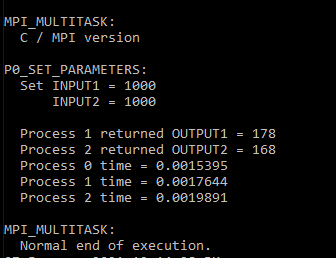 MPI_MULTITASK:
C / MPI version
P0_SET_PARAMETERS:
Set INPUT1 = 1000
INPUT2 = 1000
Process 1 returned OUTPUT1 = 178
Process 2 returned OUTPUT2 = 168
Process 0 time = 0.0015395
Process 1 time = 0.0017644
Process 2 time = 0.0019891
MPI_MULTITASK:
Normal end of execution.